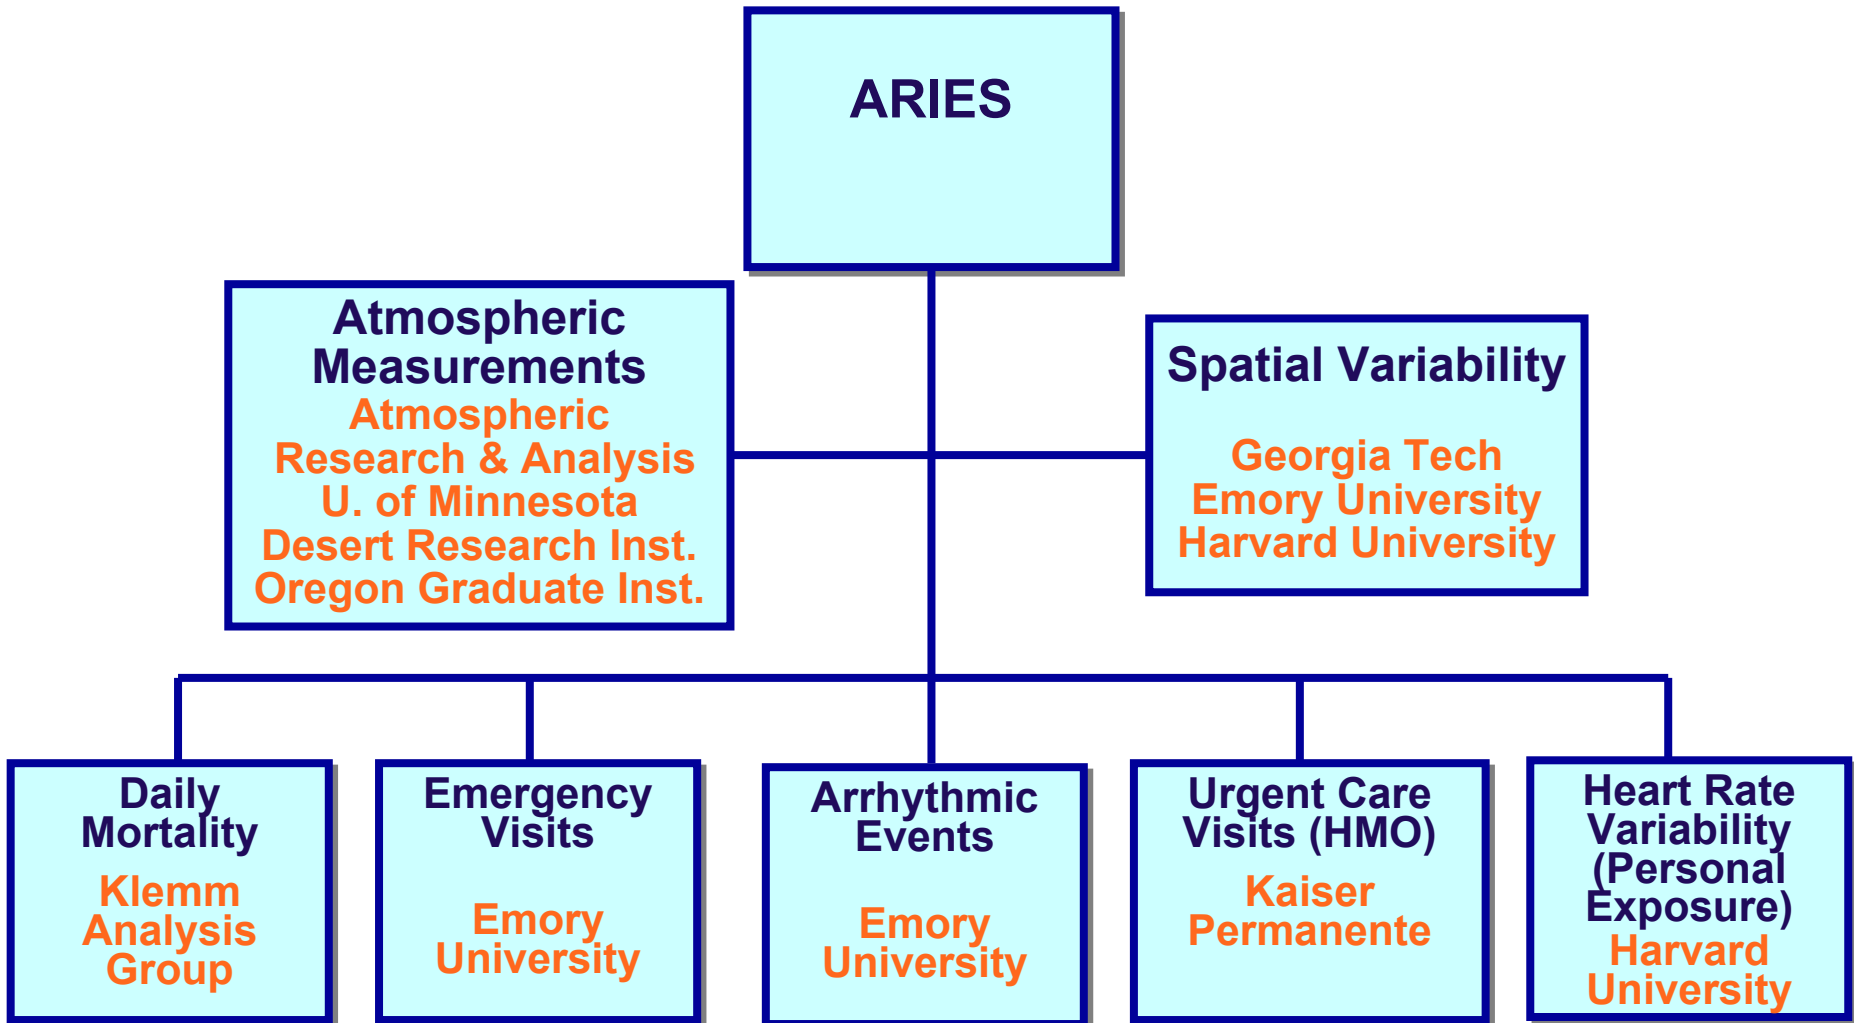 ARIES
Atmospheric
Measurements
Atmospheric
Research & Analysis
U. of Minnesota
Desert Research Inst.
Oregon Graduate Inst.
Spatial Variability
Georgia Tech
Emory University
Harvard University
Daily
Mortality
Klemm
Analysis
Group
Emergency
Visits
Emory
University
Arrhythmic
Events
Emory
University
Urgent Care
Visits (HMO)
Kaiser
Permanente
Heart Rate
Variability
(Personal
Exposure)
Harvard
University